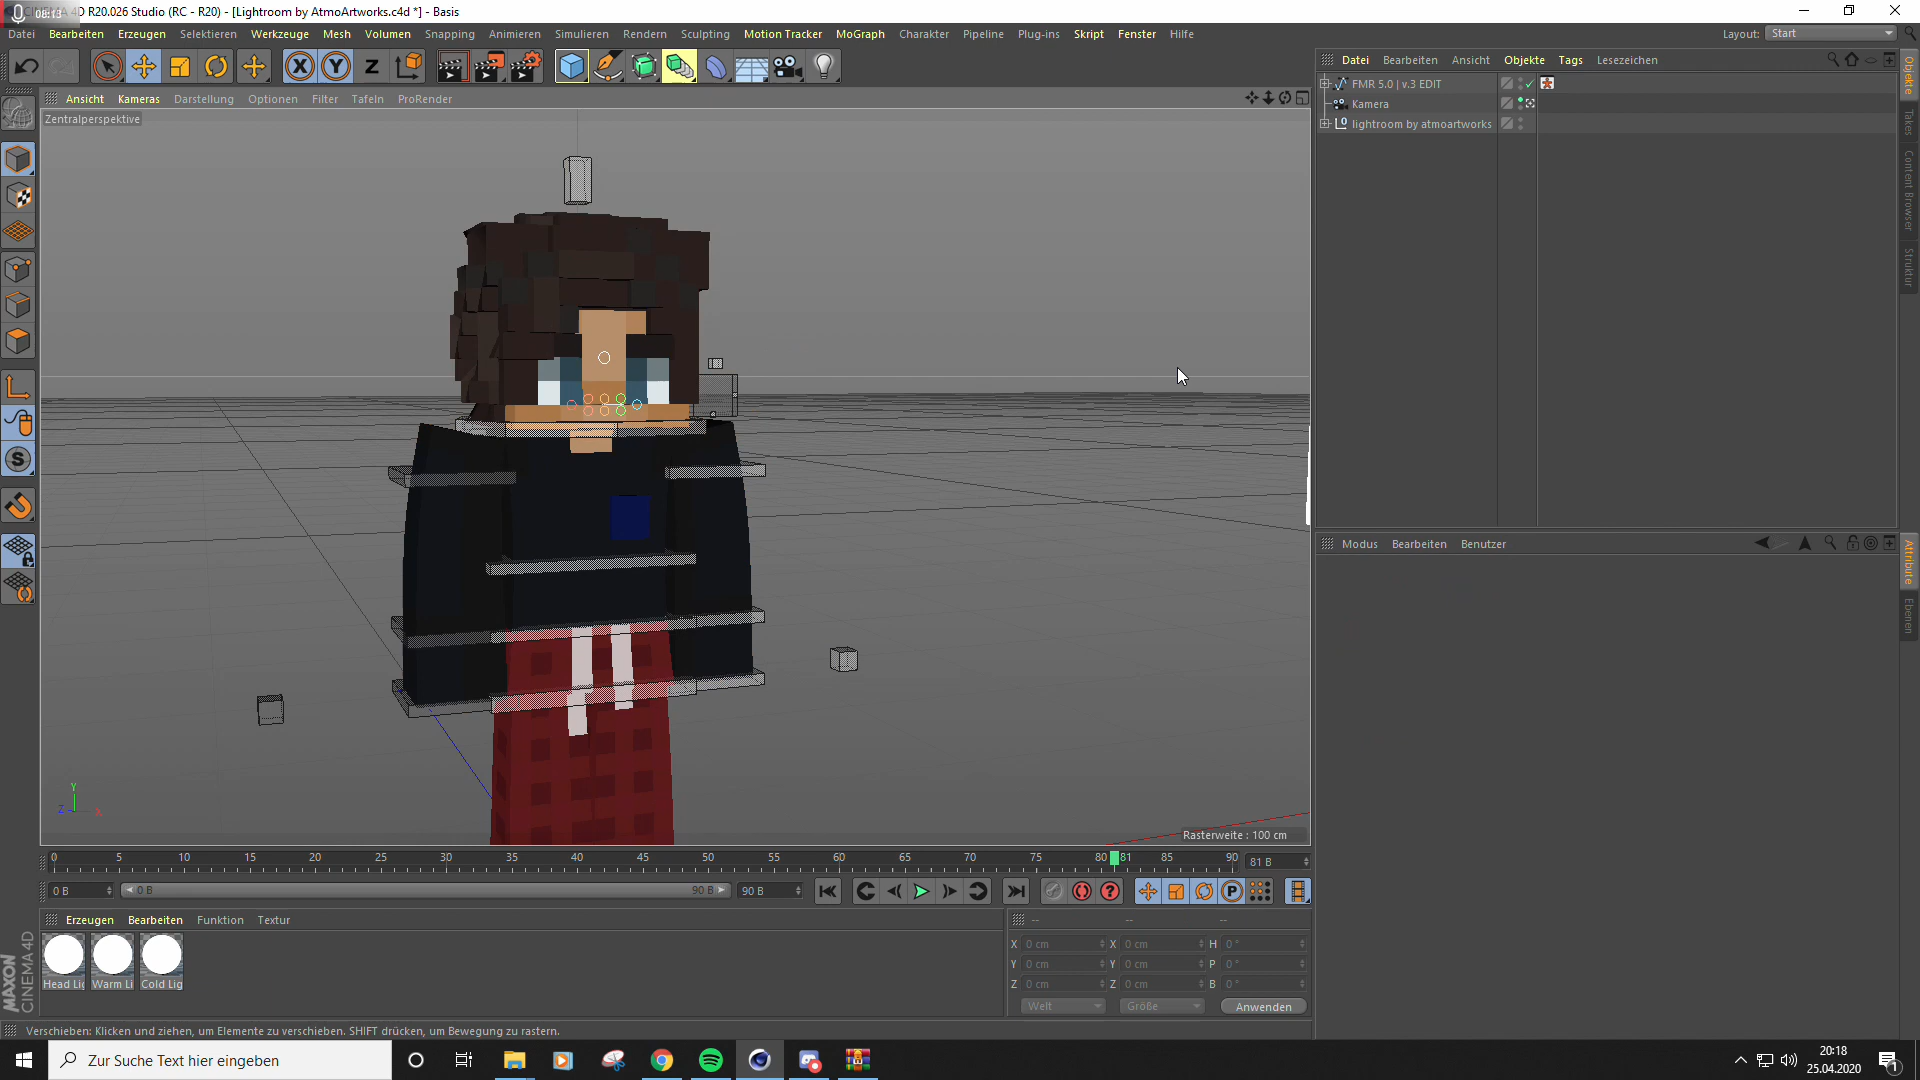 08:13
4D R20.026 Studio (RC - R20) - [Lightroom by AtmoArtworks.c4d *] - Basis
Datei Bearbeiten Erzeugen Selektieren Werkzeuge Mesh Volumen Snapping Animieren Simulieren Rendern Sculpting Motion Tracker MoGraph Charakter Pipeline Plug-ins Skript Fenster Hilfe
Layout: Start
X Y Z
Datei Bearbeiten Ansicht Objekte Tags Lesezeichen
FMR 5.0 | v.3 EDIT
Kamera
lightroom by atmoartworks
Objekte
Takes
Content Browser
Struktur
Ansicht Kameras Darstellung Optionen Filter Tafeln ProRender
Zentralperspektive
Y
Z X
Rasterweite : 100 cm
Modus Bearbeiten Benutzer
Attribute
Ebenen
0 5 10 15 20 25 30 35 40 45 50 55 60 65 70 75 80 81 85 90
81 B
0 B
0 B 90 B
90 B
Erzeugen Bearbeiten Funktion Textur
Head Lig Warm Li Cold Lig
-- -- --
X 0 cm X 0 cm H 0 °
Y 0 cm Y 0 cm P 0 °
Z 0 cm Z 0 cm B 0 °
Welt Größe Anwenden
MAXON
CINEMA 4D
Verschieben: Klicken und ziehen, um Elemente zu verschieben. SHIFT drücken, um Bewegung zu rastern.
Zur Suche Text hier eingeben
20:18
25.04.2020
1